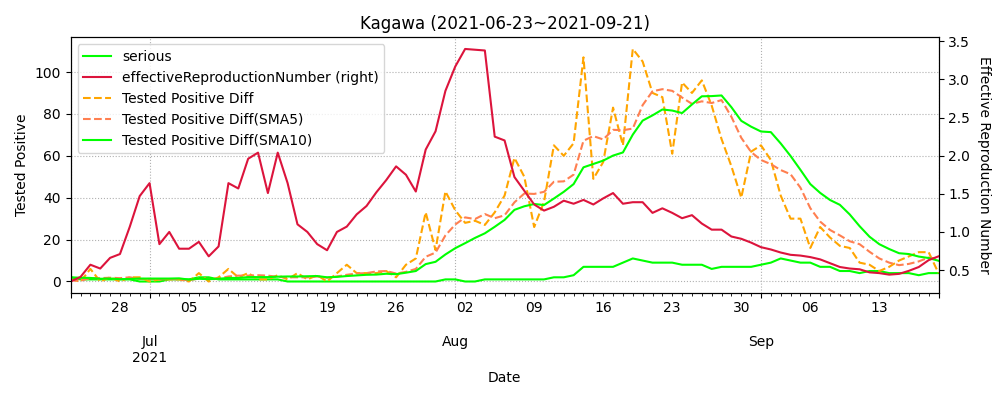 Kagawa (2021-06-23~2021-09-21)
serious
effectiveReproductionNumber (right)
Tested Positive Diff
Tested Positive Diff(SMA5)
Tested Positive Diff(SMA10)
Tested Positive
100
80
60
40
20
0
3.5
3.0
2.5
2.0
1.5
1.0
0.5
Effective Reproduction Number
28 05 12 19 26 02 09 16 23 30 06 13
Jul Aug Sep
2021
Date